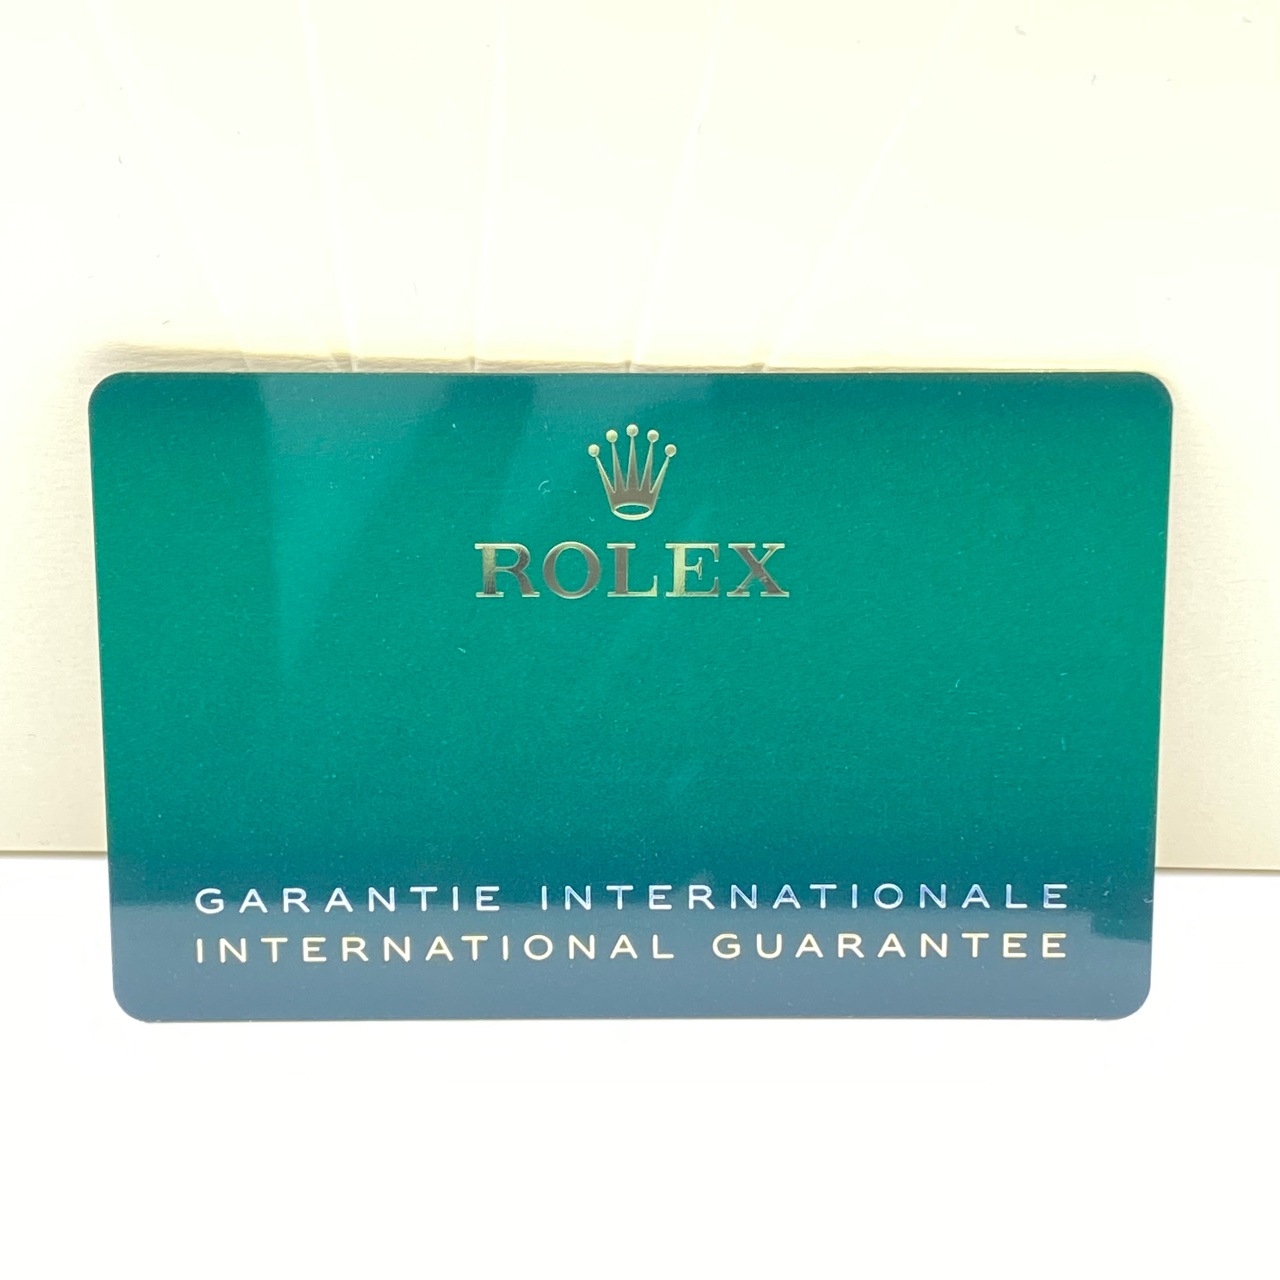 ROLEX
GARANTIE INTERNATIONALE
INTERNATIONAL GUARANTEE